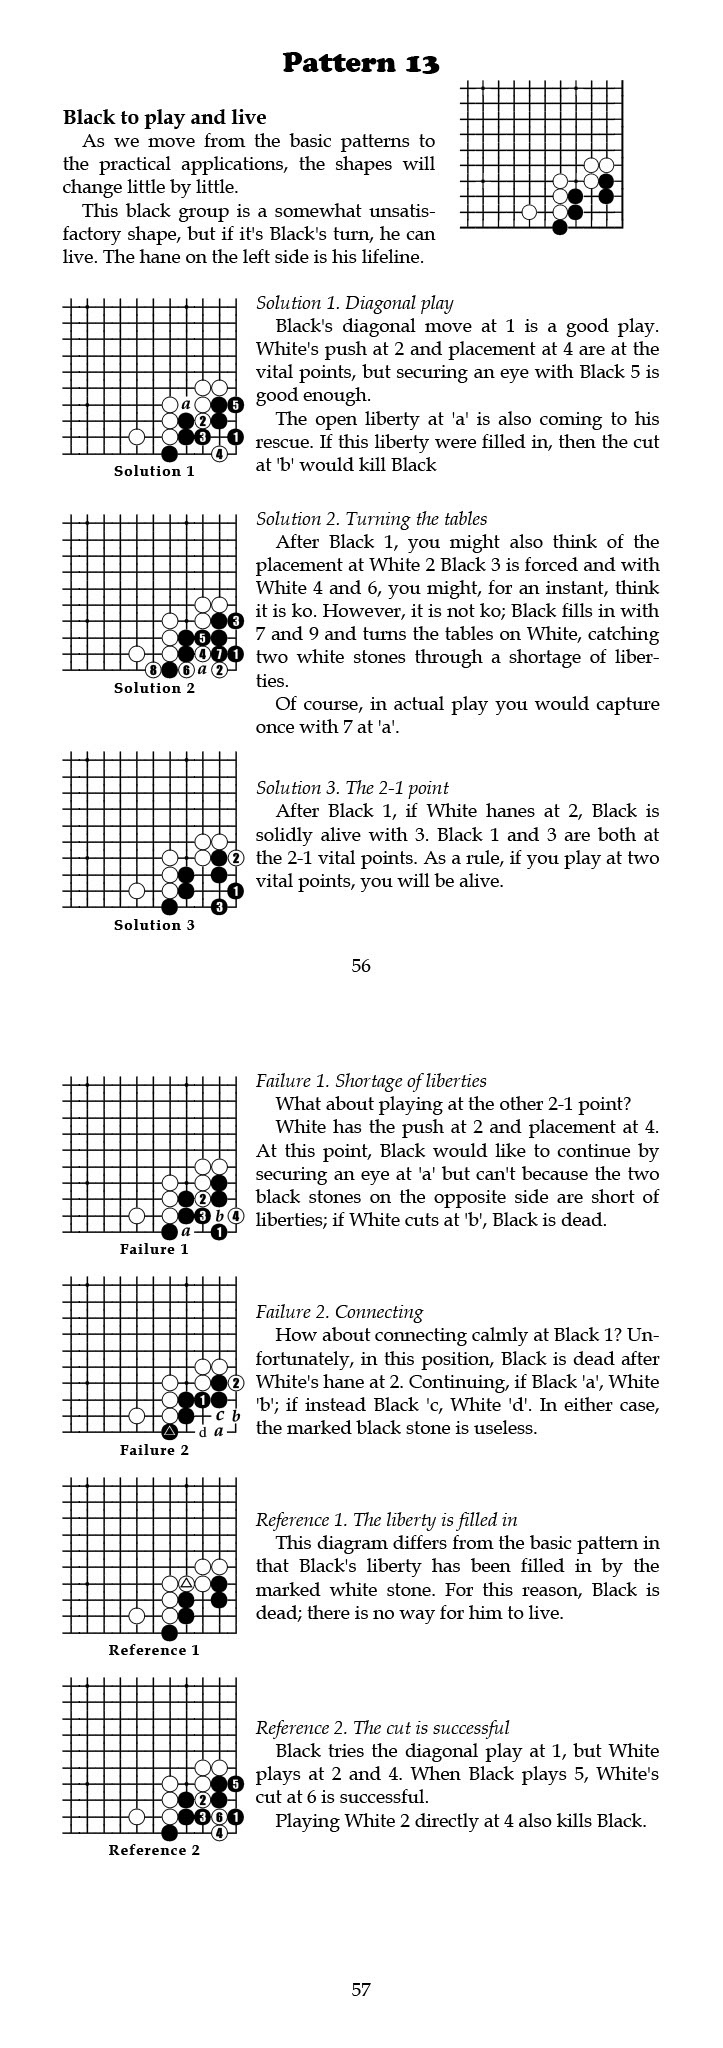 Pattern 13
Black to play and live
As we move from the basic patterns to
the practical applications, the shapes will
change little by little.
This black group is a somewhat unsatis-
factory shape, but if it's Black's turn, he can
live. The hane on the left side is his lifeline.
Solution 1. Diagonal play
Black's diagonal move at 1 is a good play.
White's push at 2 and placement at 4 are at the
vital points, but securing an eye with Black 5 is
good enough.
The open liberty at 'a' is also coming to his
rescue. If this liberty were filled in, then the cut
at 'b' would kill Black
a
5
2
3
1
4
Solution 1
Solution 2. Turning the tables
After Black 1, you might also think of the
placement at White 2 Black 3 is forced and with
White 4 and 6, you might, for an instant, think
it is ko. However, it is not ko; Black fills in with
7 and 9 and turns the tables on White, catching
two white stones through a shortage of liber-
ties.
Of course, in actual play you would capture
once with 7 at 'a'.
3
5
4 7 1
8 6 a 2
Solution 2
Solution 3. The 2-1 point
After Black 1, if White hanes at 2, Black is
solidly alive with 3. Black 1 and 3 are both at
the 2-1 vital points. As a rule, if you play at two
vital points, you will be alive.
2
1
3
Solution 3
56
Failure 1. Shortage of liberties
What about playing at the other 2-1 point?
White has the push at 2 and placement at 4.
At this point, Black would like to continue by
securing an eye at 'a' but can't because the two
black stones on the opposite side are short of
liberties; if White cuts at 'b', Black is dead.
2
3 b 4
a 1
Failure 1
Failure 2. Connecting
How about connecting calmly at Black 1? Un-
fortunately, in this position, Black is dead after
White's hane at 2. Continuing, if Black 'a', White
'b'; if instead Black 'c, White 'd'. In either case,
the marked black stone is useless.
2
1
c b
d a
Failure 2
Reference 1. The liberty is filled in
This diagram differs from the basic pattern in
that Black's liberty has been filled in by the
marked white stone. For this reason, Black is
dead; there is no way for him to live.
Reference 1
Reference 2. The cut is successful
Black tries the diagonal play at 1, but White
plays at 2 and 4. When Black plays 5, White's
cut at 6 is successful.
Playing White 2 directly at 4 also kills Black.
5
2
3 6 1
4
Reference 2
57